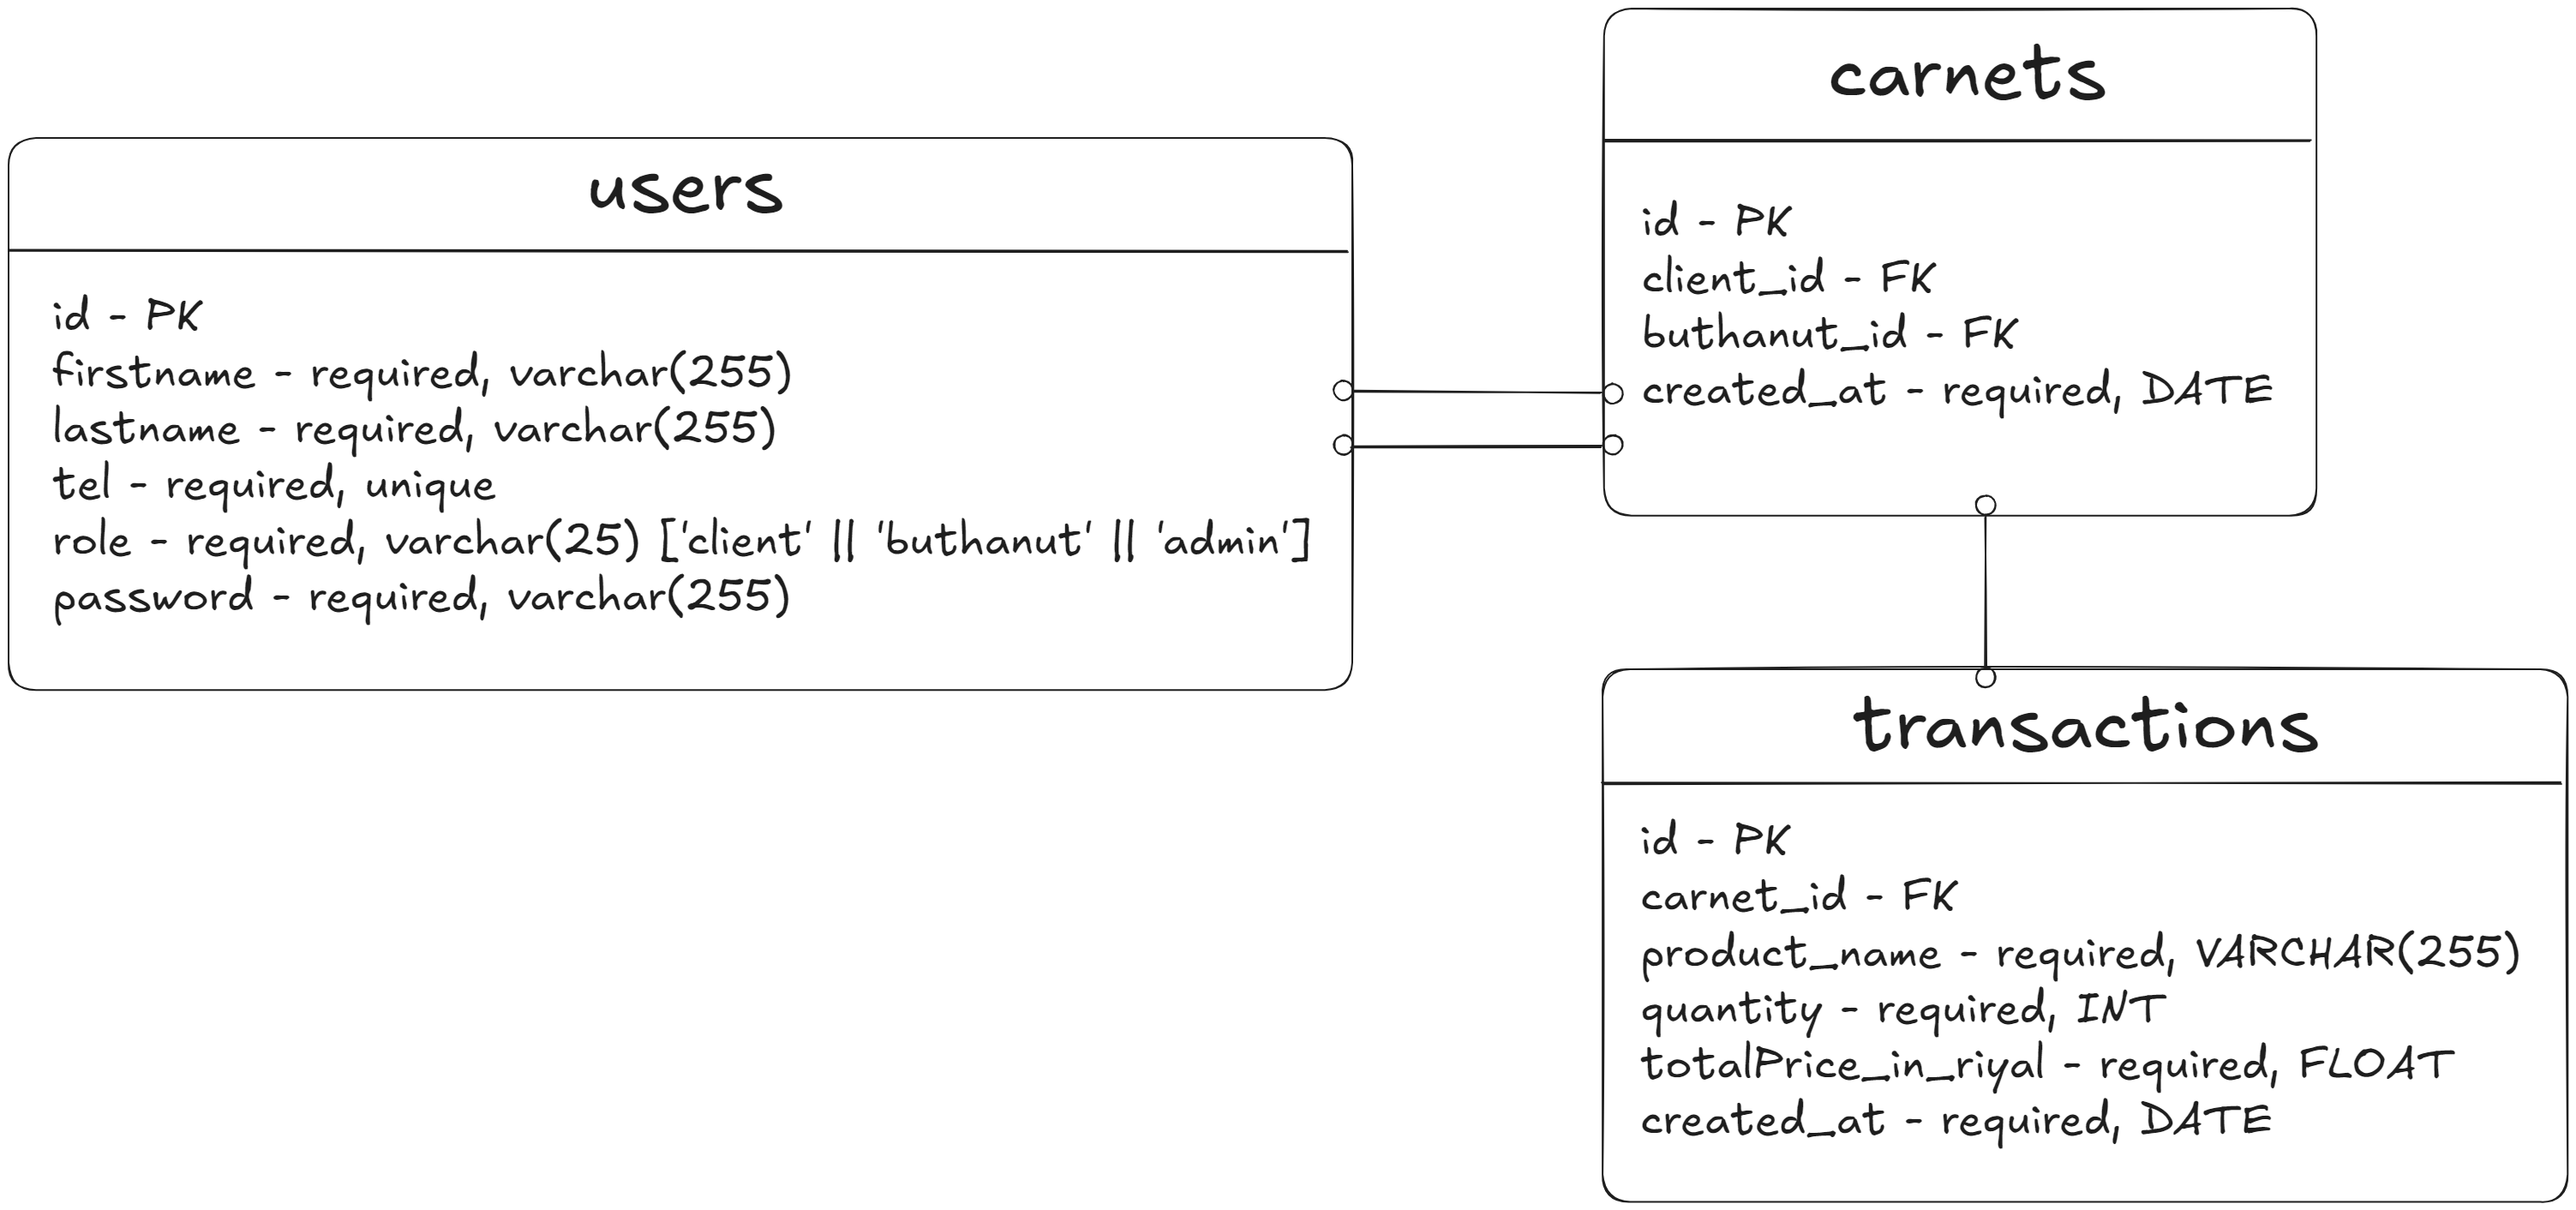 users
id - PK
firstname - required, varchar(255)
lastname - required, varchar(255)
tel - required, unique
role - required, varchar(25) ['client' || 'buthanut' || 'admin']
password - required, varchar(255)
carnets
id - PK
client_id - FK
buthanut_id - FK
created_at - required, DATE
transactions
id - PK
carnet_id - FK
product_name - required, VARCHAR(255)
quantity - required, INT
totalPrice_in_riyal - required, FLOAT
created_at - required, DATE